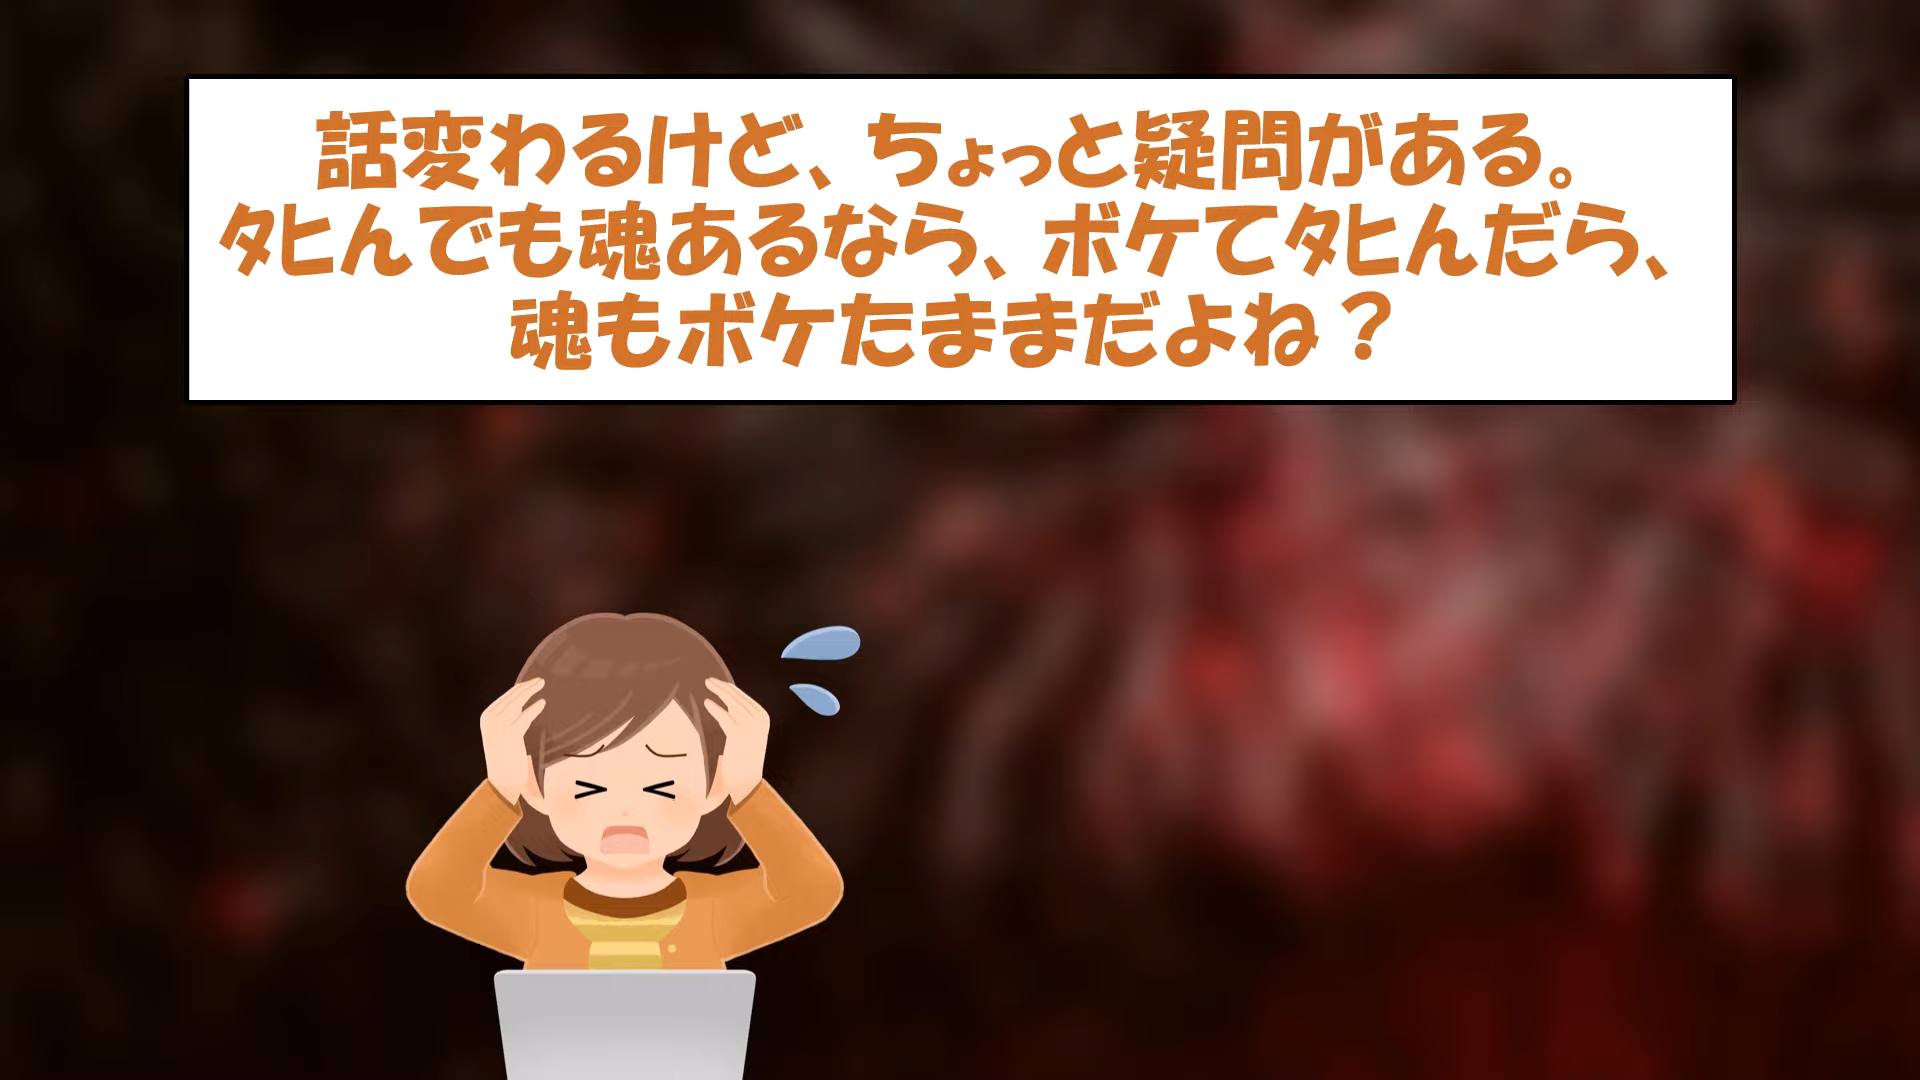 話変わるけど、ちょっと疑問がある。
ﾀﾋんでも魂あるなら、ボケてﾀﾋんだら、
魂もボケたままだよね？